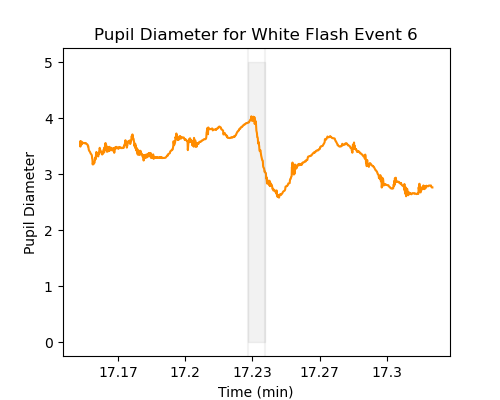 Pupil Diameter for White Flash Event 6
5
4
3
2
1
0
Pupil Diameter
17.17 17.2 17.23 17.27 17.3
Time (min)